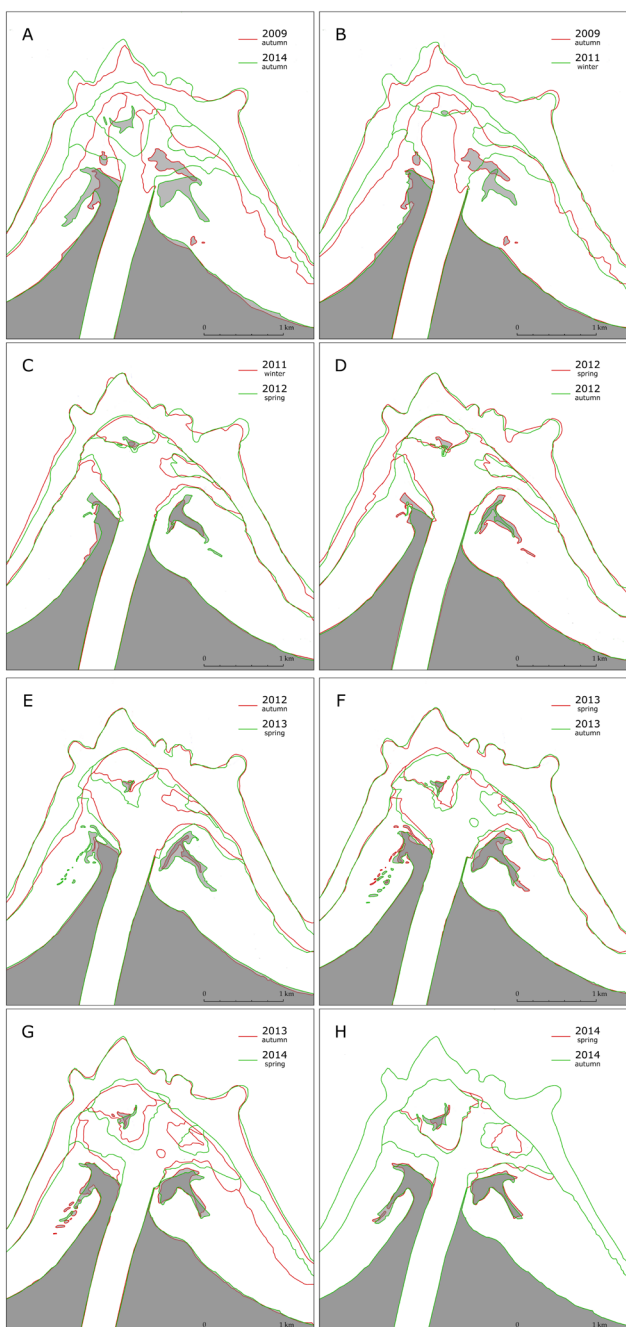 A
2009
autumn
2014
autumn
0 1 km
B
2009
autumn
2011
winter
0 1 km
C
2011
winter
2012
spring
0 1 km
D
2012
spring
2012
autumn
0 1 km
E
2012
autumn
2013
spring
0 1 km
F
2013
spring
2013
autumn
0 1 km
G
2013
autumn
2014
spring
0 1 km
H
2014
spring
2014
autumn
0 1 km